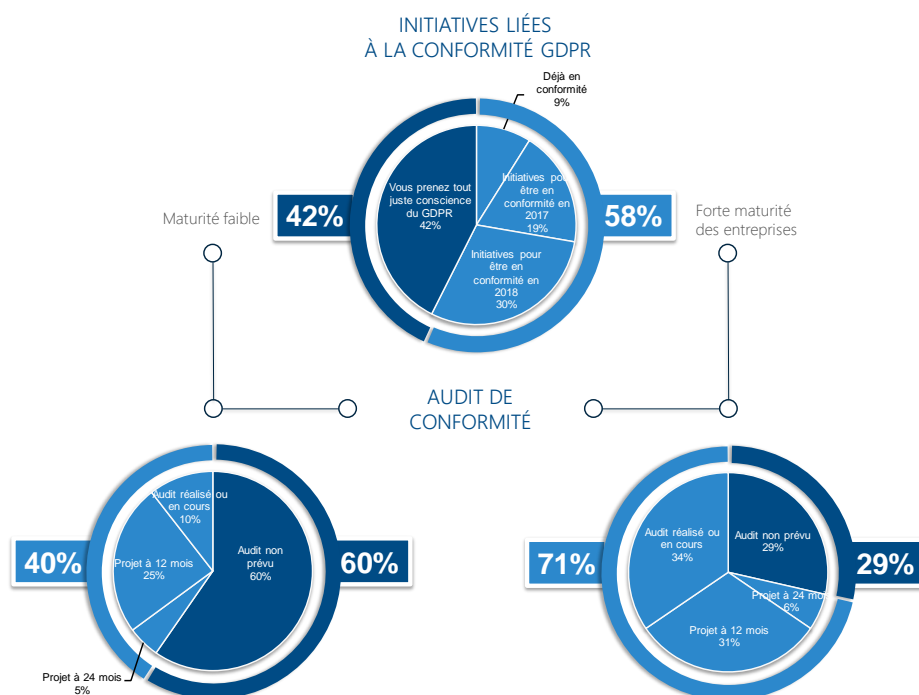 INITIATIVES LIÉES
À LA CONFORMITÉ GDPR
Déjà en
conformité
9%
Initiatives pour
être en
conformité en
2017
19%
Vous prenez tout
juste conscience
du GDPR
42%
Initiatives pour
être en
conformité en
2018
30%
Maturité faible
42%
58%
Forte maturité
des entreprises
AUDIT DE
CONFORMITÉ
Audit réalisé ou
en cours
10%
Projet à 12 mois
25%
Audit non
prévu
60%
Projet à 24 mois
5%
40%
60%
Audit réalisé ou
en cours
34%
Audit non prévu
29%
Projet à 24 mois
6%
Projet à 12 mois
31%
71%
29%